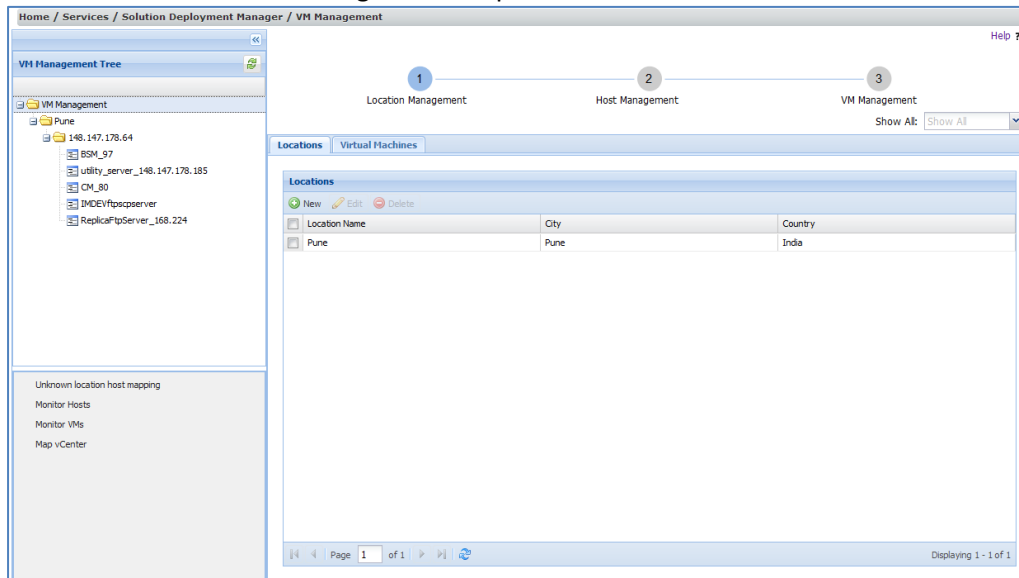 Home / Services / Solution Deployment Manager / VM Management
Help ?
VM Management Tree
VM Management
Pune
148.147.178.64
BSM_97
utility_server_148.147.178.185
CM_80
IMDEVftpscpserver
ReplicaFtpServer_168.224
Unknown location host mapping
Monitor Hosts
Monitor VMs
Map vCenter
1 2 3
Location Management Host Management VM Management
Show All: Show All
Locations Virtual Machines
Locations
New Edit Delete
Location Name City Country
Pune Pune India
Page 1 of 1 Displaying 1 - 1 of 1